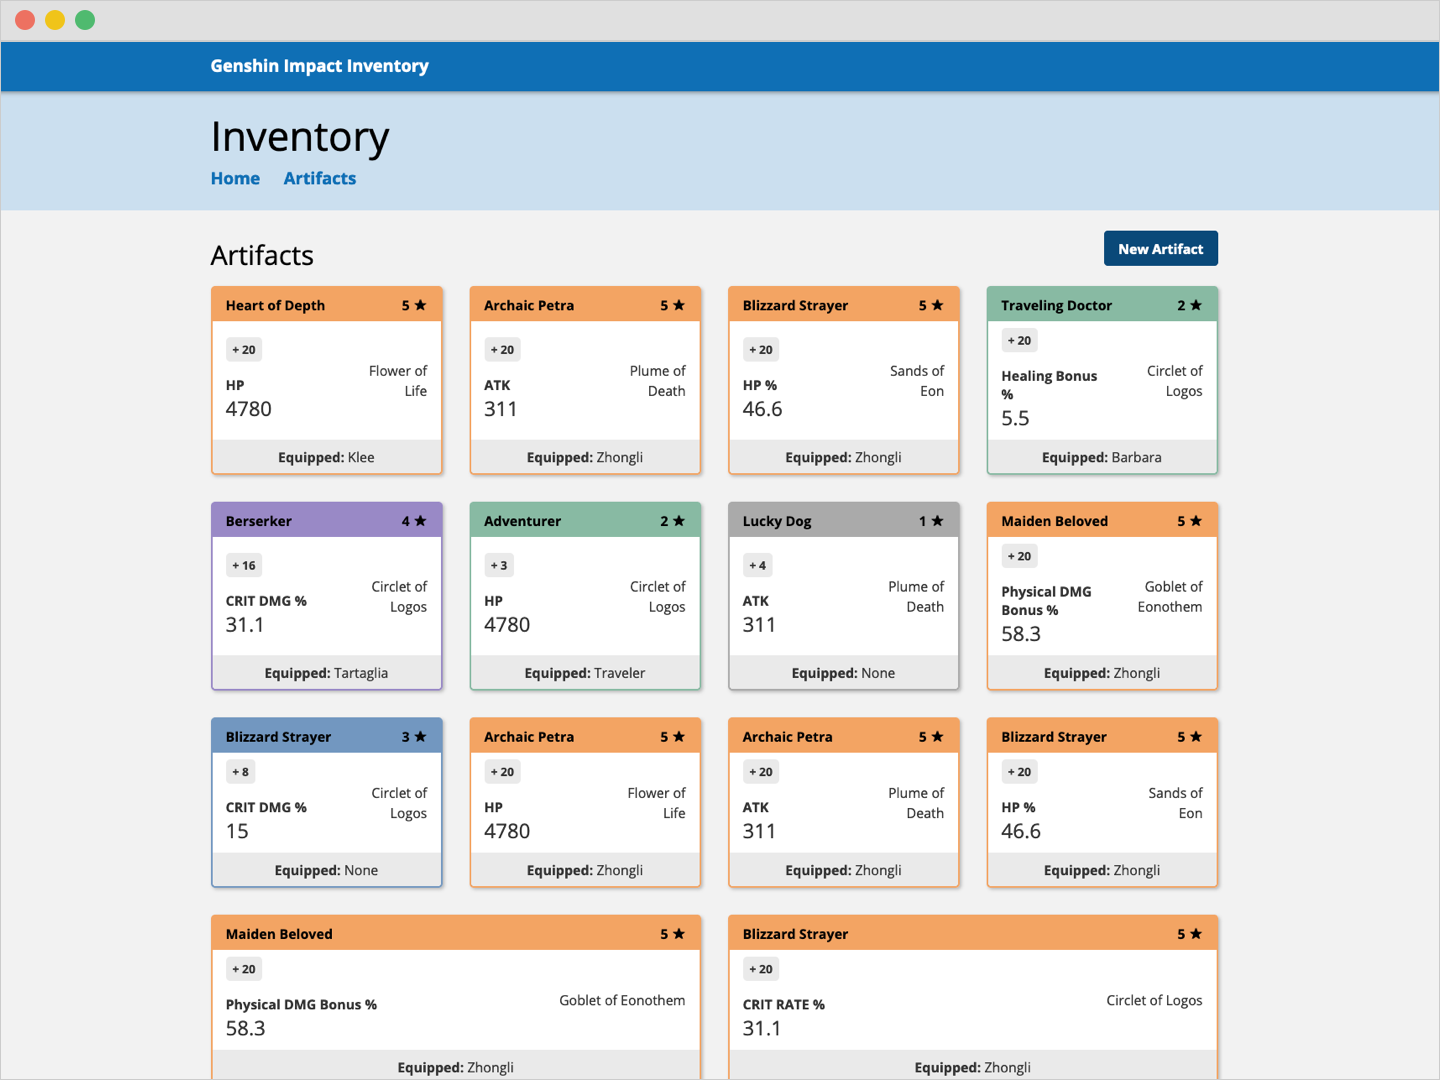 Genshin Impact Inventory
Inventory
Home Artifacts
Artifacts
New Artifact
Heart of Depth 5 ★
+ 20
HP
4780
Flower of
Life
Equipped: Klee
Archaic Petra 5 ★
+ 20
ATK
311
Plume of
Death
Equipped: Zhongli
Blizzard Strayer 5 ★
+ 20
HP %
46.6
Sands of
Eon
Equipped: Zhongli
Traveling Doctor 2 ★
+ 20
Healing Bonus
%
5.5
Circlet of
Logos
Equipped: Barbara
Berserker 4 ★
+ 16
CRIT DMG %
31.1
Circlet of
Logos
Equipped: Tartaglia
Adventurer 2 ★
+ 3
HP
4780
Circlet of
Logos
Equipped: Traveler
Lucky Dog 1 ★
+ 4
ATK
311
Plume of
Death
Equipped: None
Maiden Beloved 5 ★
+ 20
Physical DMG
Bonus %
58.3
Goblet of
Eonothem
Equipped: Zhongli
Blizzard Strayer 3 ★
+ 8
CRIT DMG %
15
Circlet of
Logos
Equipped: None
Archaic Petra 5 ★
+ 20
HP
4780
Flower of
Life
Equipped: Zhongli
Archaic Petra 5 ★
+ 20
ATK
311
Plume of
Death
Equipped: Zhongli
Blizzard Strayer 5 ★
+ 20
HP %
46.6
Sands of
Eon
Equipped: Zhongli
Maiden Beloved 5 ★
+ 20
Physical DMG Bonus %
58.3
Goblet of Eonothem
Equipped: Zhongli
Blizzard Strayer 5 ★
+ 20
CRIT RATE %
31.1
Circlet of Logos
Equipped: Zhongli